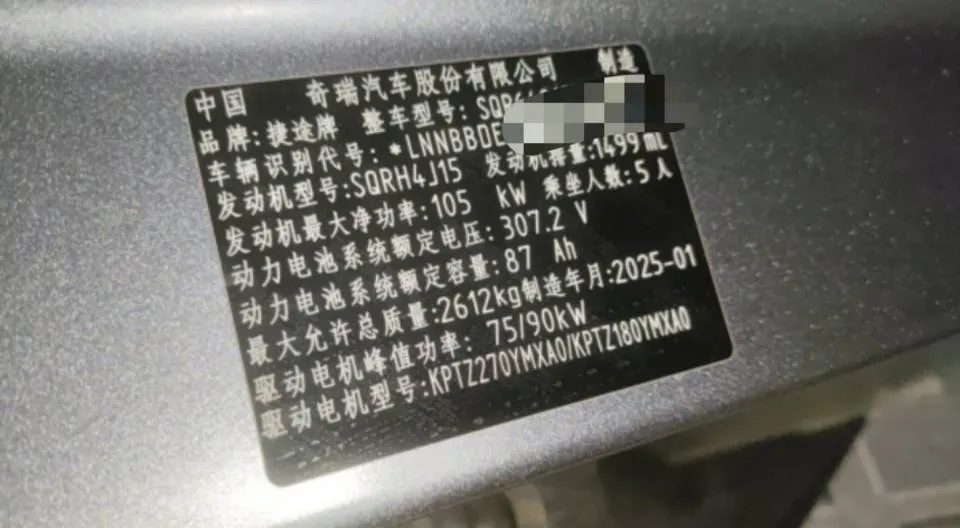 中国 奇瑞汽车股份有限公司 制造
品牌:捷途牌 整车型号:
车辆识别代号:*LNNBBDE
发动机型号:SQRH4J15 发动机排量:1499 mL
发动机最大净功率:105 kW 乘坐人数:5 人
动力电池系统额定电压:307.2 V
动力电池系统额定容量:87 Ah
最大允许总质量:2612kg制造年月:2025-01
驱动电机峰值功率: 75/90kW
驱动电机型号:KPTZ270YMXA0/KPTZ180YMXA0